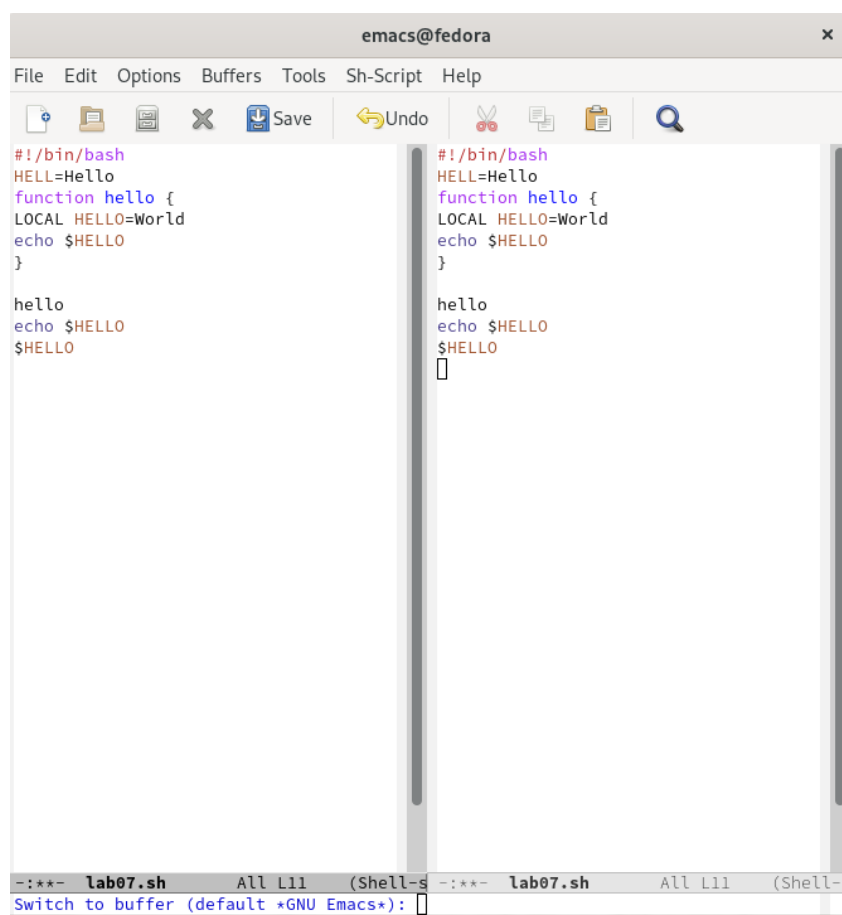 emacs@fedora ×
File Edit Options Buffers Tools Sh-Script Help
Save Undo
#!/bin/bash
HELL=Hello
function hello {
LOCAL HELLO=World
echo $HELLO
}
hello
echo $HELLO
$HELLO
#!/bin/bash
HELL=Hello
function hello {
LOCAL HELLO=World
echo $HELLO
}
hello
echo $HELLO
$HELLO
-:**- lab07.sh All L11 (Shell-s
-:**- lab07.sh All L11 (Shell-
Switch to buffer (default *GNU Emacs*):